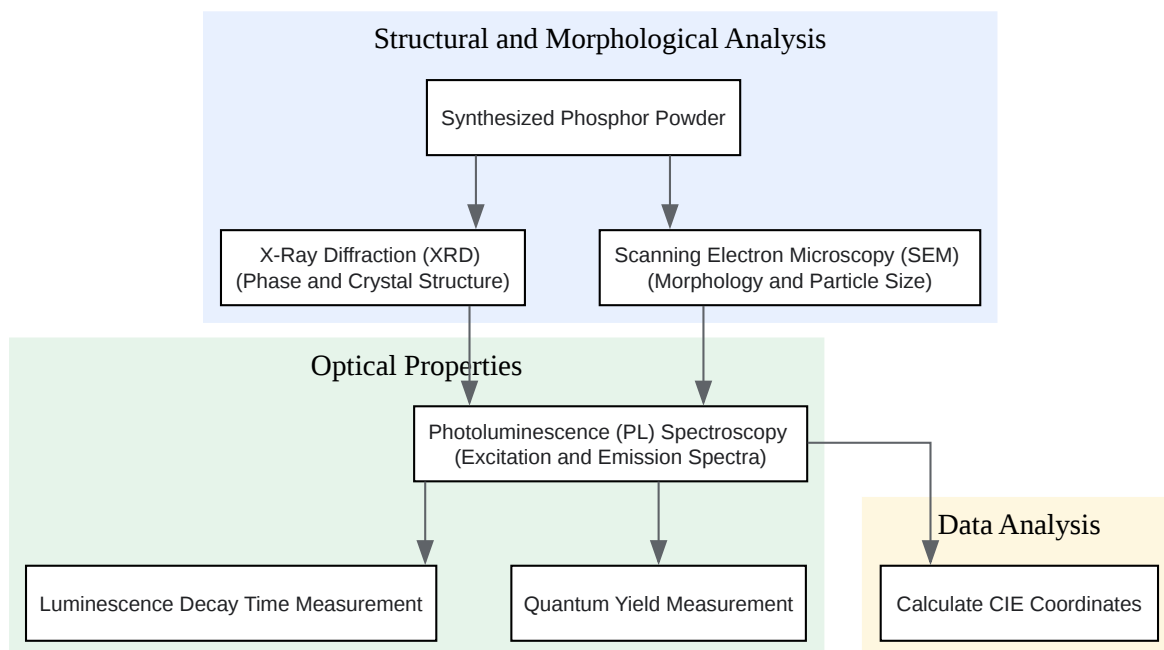 Structural and Morphological Analysis
Synthesized Phosphor Powder
X-Ray Diffraction (XRD)
(Phase and Crystal Structure)
Scanning Electron Microscopy (SEM)
(Morphology and Particle Size)
Optical Properties
Photoluminescence (PL) Spectroscopy
(Excitation and Emission Spectra)
Data Analysis
Luminescence Decay Time Measurement
Quantum Yield Measurement
Calculate CIE Coordinates